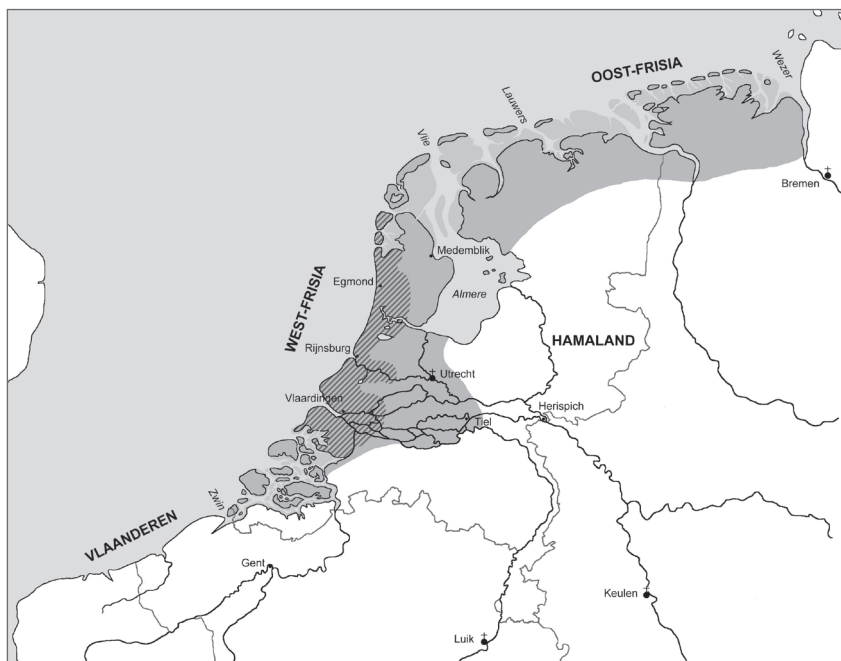 OOST-FRISIA
Wezer
Lauwers
Vlie
Bremen
Medemblik
Egmond
Almere
WEST-FRISIA
HAMALAND
Rijnsburg
Utrecht
Vlaardingen
Herispich
Tiel
Zwin
VLAANDEREN
Gent
Keulen
Luik